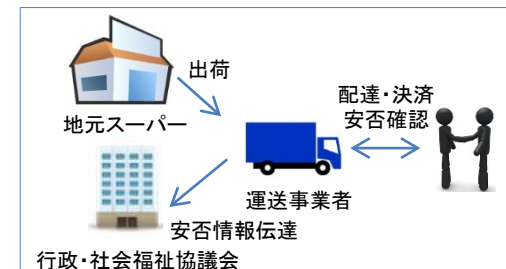 出荷
地元スーパー
配達・決済
安否確認
運送事業者
安否情報伝達
行政・社会福祉協議会